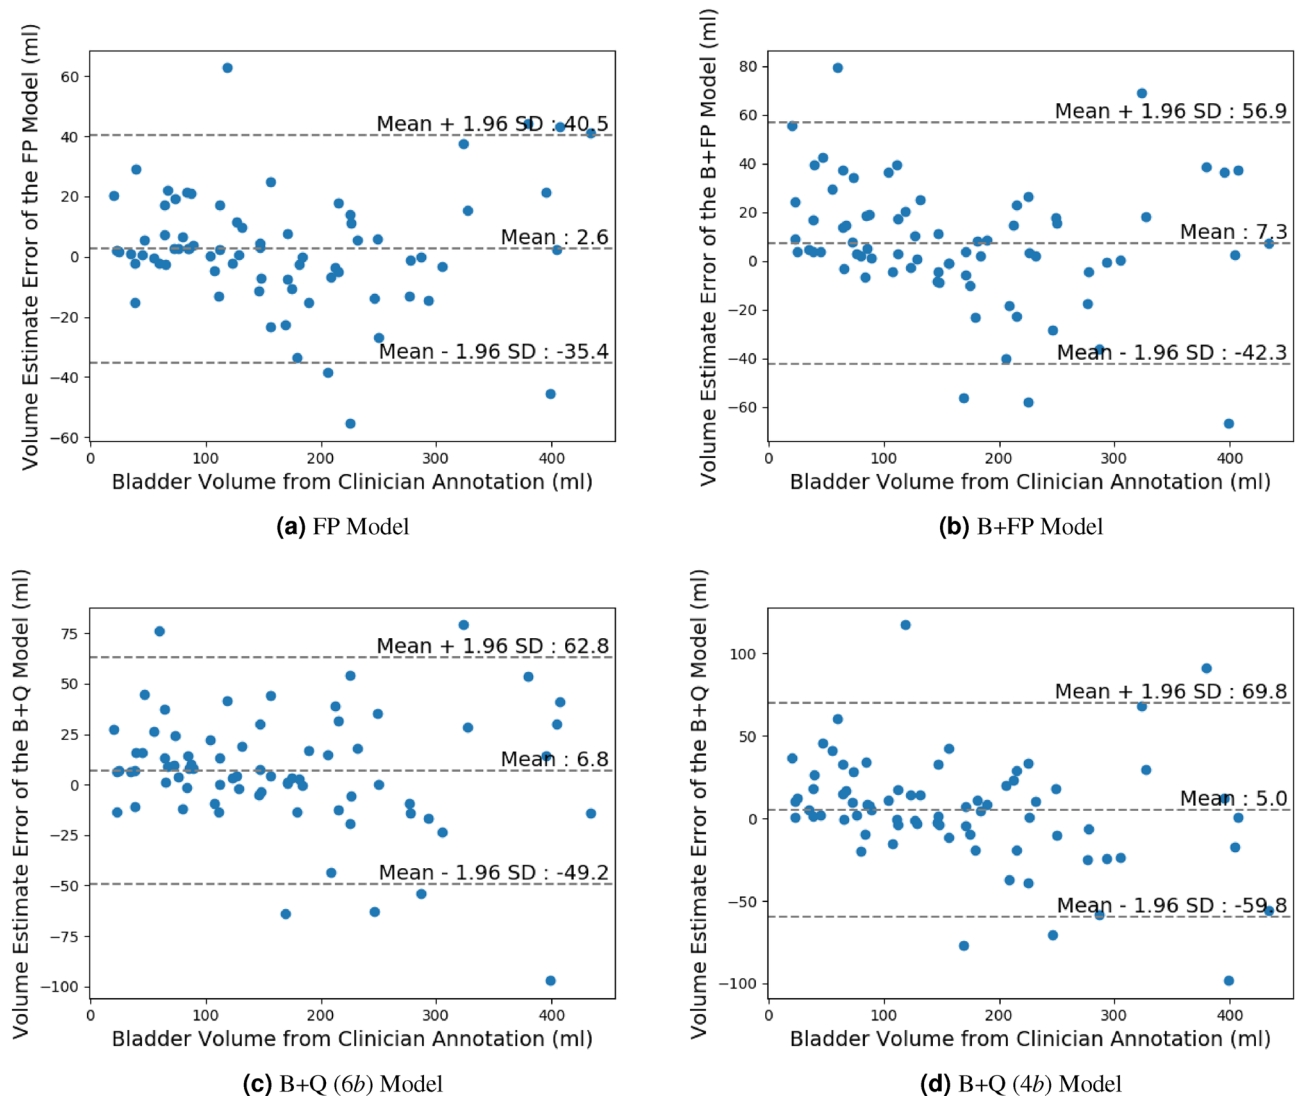 Volume Estimate Error of the FP Model (ml)
60
40
20
0
−20
−40
−60
Mean + 1.96 SD : 40.5
Mean : 2.6
Mean - 1.96 SD : -35.4
0 100 200 300 400
Bladder Volume from Clinician Annotation (ml)
(a) FP Model
Volume Estimate Error of the B+FP Model (ml)
80
60
40
20
0
−20
−40
−60
Mean + 1.96 SD : 56.9
Mean : 7.3
Mean - 1.96 SD : -42.3
0 100 200 300 400
Bladder Volume from Clinician Annotation (ml)
(b) B+FP Model
Volume Estimate Error of the B+Q Model (ml)
75
50
25
0
−25
−50
−75
−100
Mean + 1.96 SD : 62.8
Mean : 6.8
Mean - 1.96 SD : -49.2
0 100 200 300 400
Bladder Volume from Clinician Annotation (ml)
(c) B+Q (6b) Model
Volume Estimate Error of the B+Q Model (ml)
100
50
0
−50
−100
Mean + 1.96 SD : 69.8
Mean : 5.0
Mean - 1.96 SD : -59.8
0 100 200 300 400
Bladder Volume from Clinician Annotation (ml)
(d) B+Q (4b) Model